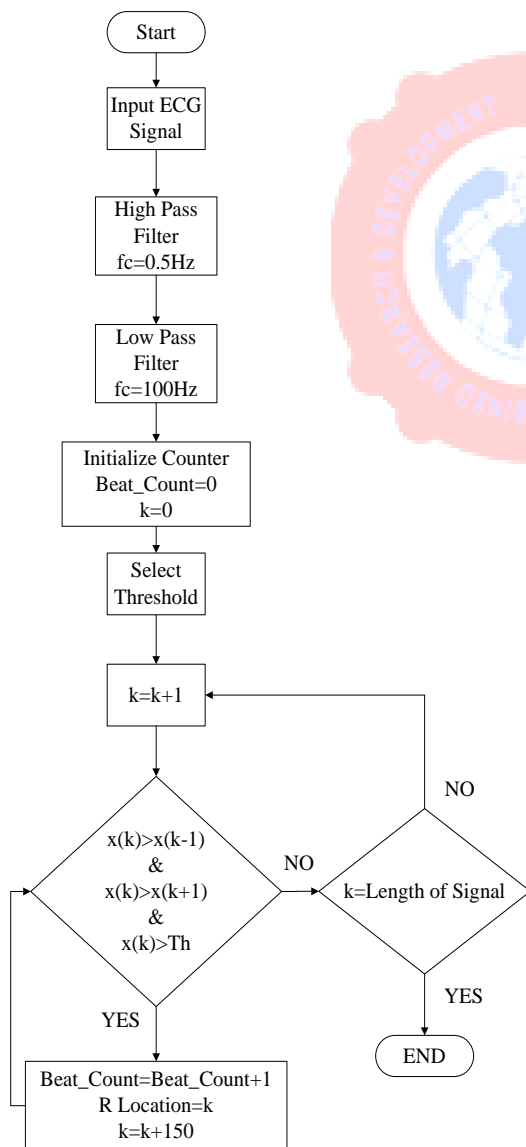 Start
Input ECG
Signal
High Pass
Filter
fc=0.5Hz
Low Pass
Filter
fc=100Hz
Initialize Counter
Beat_Count=0
k=0
Select
Threshold
k=k+1
x(k)>x(k-1)
&
x(k)>x(k+1)
&
x(k)>Th
NO
YES
Beat_Count=Beat_Count+1
R Location=k
k=k+150
NO
k=Length of Signal
YES
END
RESEARCH & DEVELOPMENT